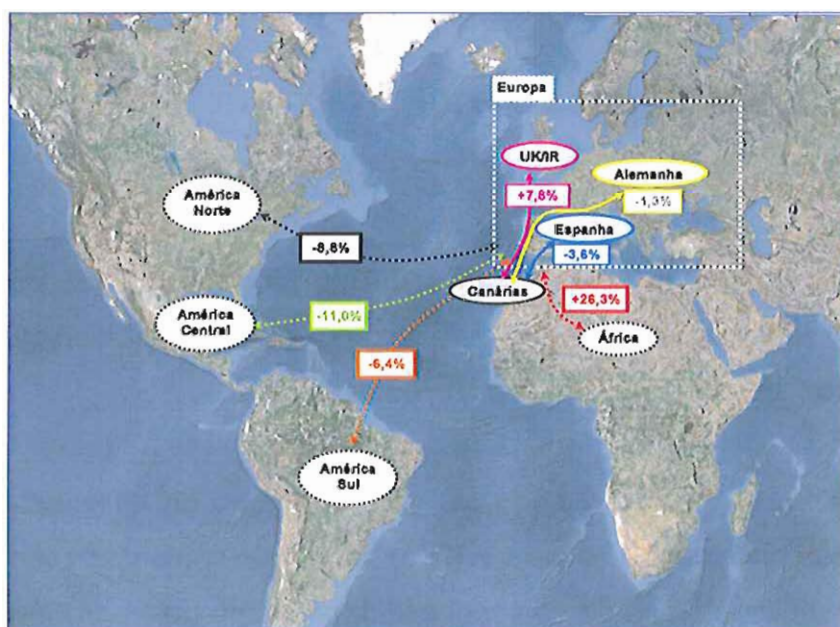 Europa
UK/IR
Alemanha
+7,8%
-1,3%
América
Norte
Espanha
-8,8%
-3,6%
Canárias
América
Central
-11,0%
+26,3%
África
-6,4%
América
Sul